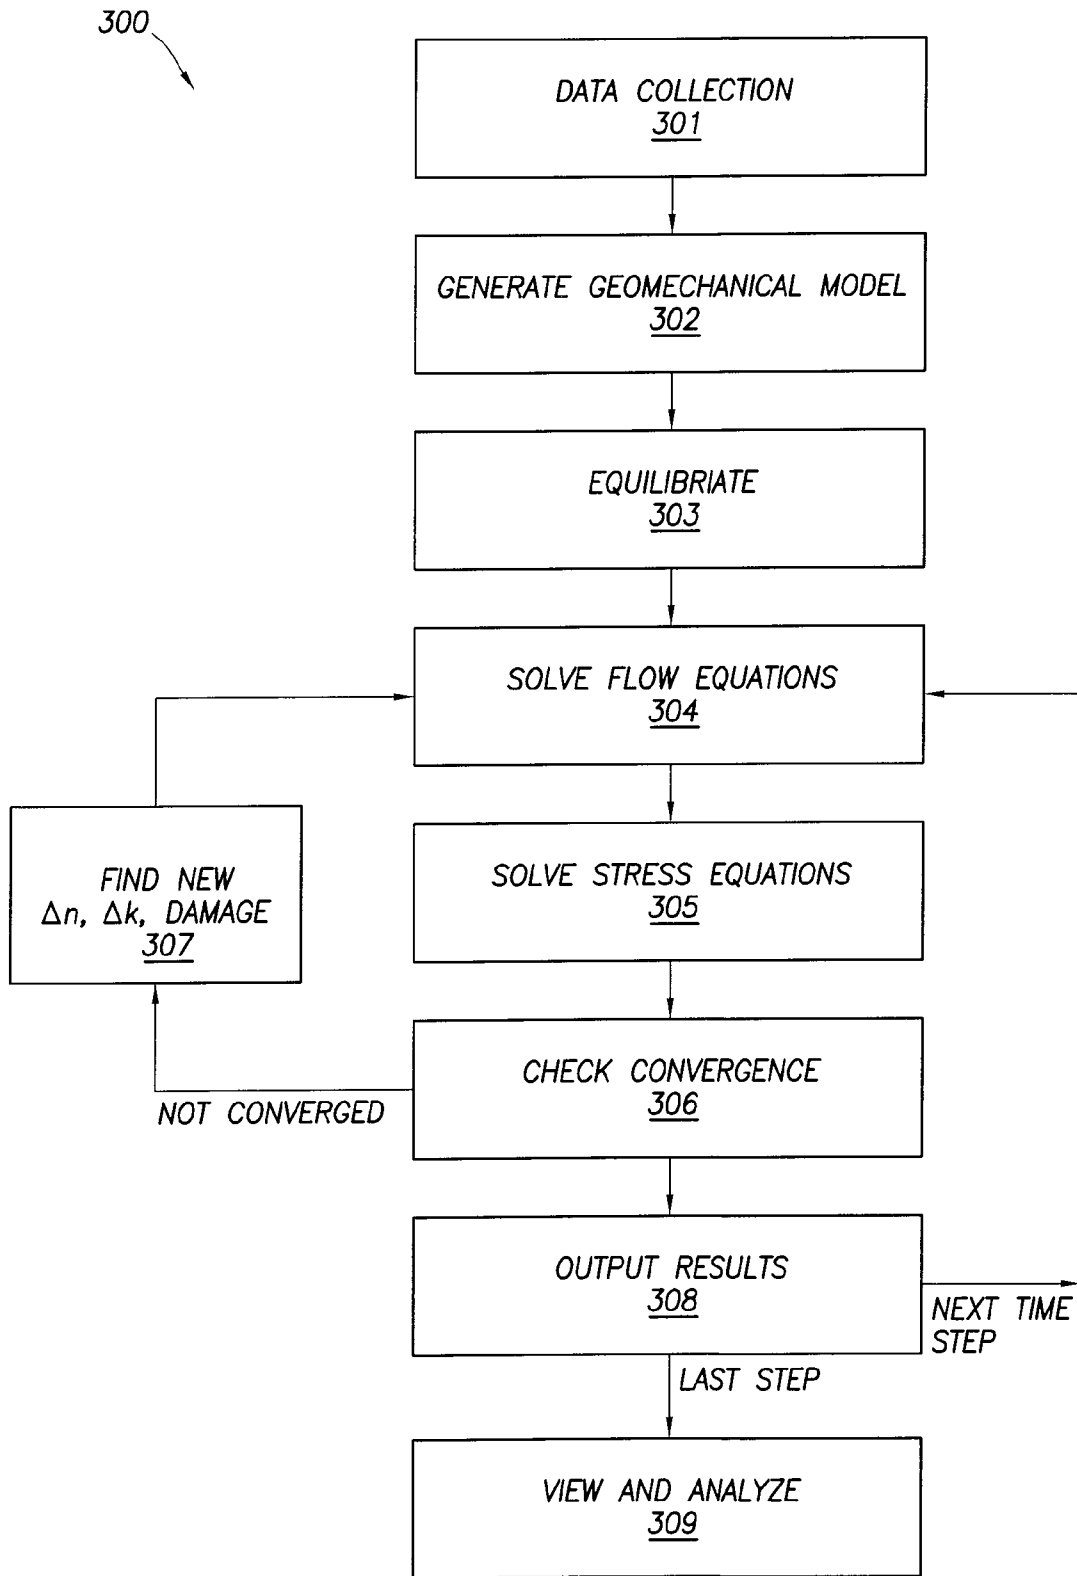 300
DATA COLLECTION
301
GENERATE GEOMECHANICAL MODEL
302
EQUILIBRIATE
303
SOLVE FLOW EQUATIONS
304
SOLVE STRESS EQUATIONS
305
FIND NEW
Δn, Δk, DAMAGE
307
CHECK CONVERGENCE
306
NOT CONVERGED
OUTPUT RESULTS
308
NEXT TIME
STEP
LAST STEP
VIEW AND ANALYZE
309